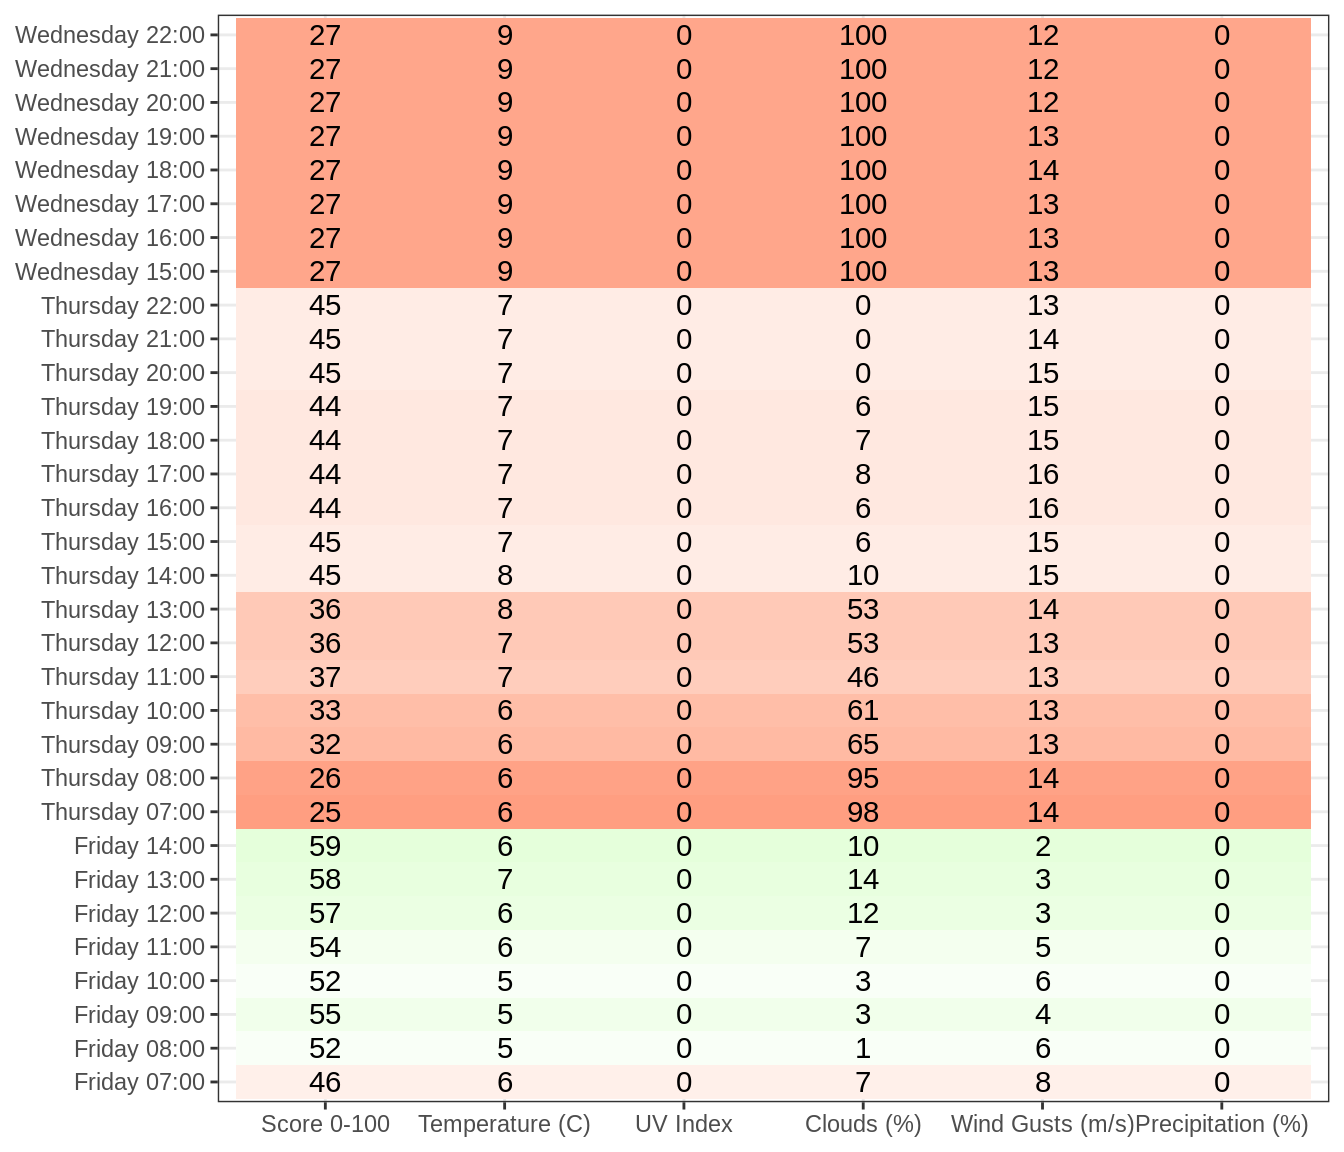 Wednesday 22:00 27 9 0 100 12 0
Wednesday 21:00 27 9 0 100 12 0
Wednesday 20:00 27 9 0 100 12 0
Wednesday 19:00 27 9 0 100 13 0
Wednesday 18:00 27 9 0 100 14 0
Wednesday 17:00 27 9 0 100 13 0
Wednesday 16:00 27 9 0 100 13 0
Wednesday 15:00 27 9 0 100 13 0
Thursday 22:00 45 7 0 0 13 0
Thursday 21:00 45 7 0 0 14 0
Thursday 20:00 45 7 0 0 15 0
Thursday 19:00 44 7 0 6 15 0
Thursday 18:00 44 7 0 7 15 0
Thursday 17:00 44 7 0 8 16 0
Thursday 16:00 44 7 0 6 16 0
Thursday 15:00 45 7 0 6 15 0
Thursday 14:00 45 8 0 10 15 0
Thursday 13:00 36 8 0 53 14 0
Thursday 12:00 36 7 0 53 13 0
Thursday 11:00 37 7 0 46 13 0
Thursday 10:00 33 6 0 61 13 0
Thursday 09:00 32 6 0 65 13 0
Thursday 08:00 26 6 0 95 14 0
Thursday 07:00 25 6 0 98 14 0
Friday 14:00 59 6 0 10 2 0
Friday 13:00 58 7 0 14 3 0
Friday 12:00 57 6 0 12 3 0
Friday 11:00 54 6 0 7 5 0
Friday 10:00 52 5 0 3 6 0
Friday 09:00 55 5 0 3 4 0
Friday 08:00 52 5 0 1 6 0
Friday 07:00 46 6 0 7 8 0
Score 0-100 Temperature (C) UV Index Clouds (%) Wind Gusts (m/s) Precipitation (%)